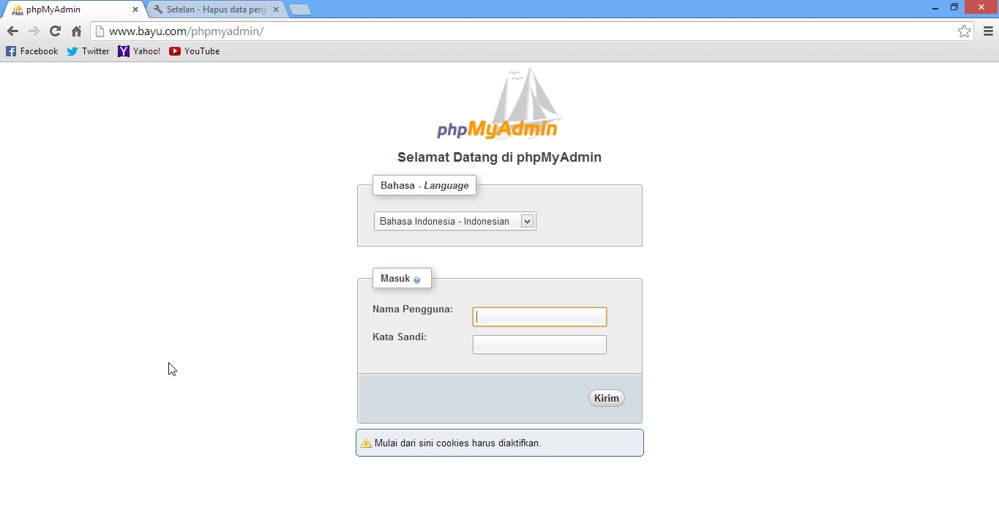 phpMyAdmin
Setelan - Hapus data penj
www.bayu.com/phpmyadmin/
Facebook
Twitter
Yahoo!
YouTube
phpMyAdmin
Selamat Datang di phpMyAdmin
Bahasa - Language
Bahasa Indonesia - Indonesian
Masuk
Nama Pengguna:
Kata Sandi:
Kirim
Mulai dari sini cookies harus diaktifkan.